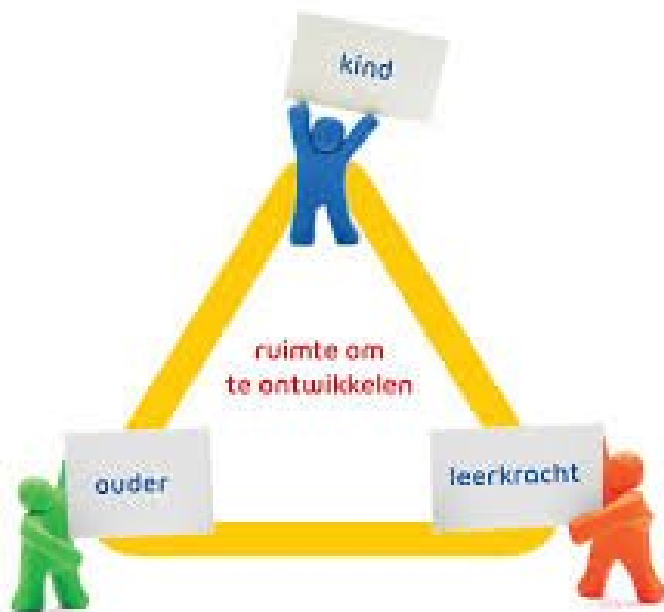 kind
ruimte om
te ontwikkelen
ouder
leerkracht